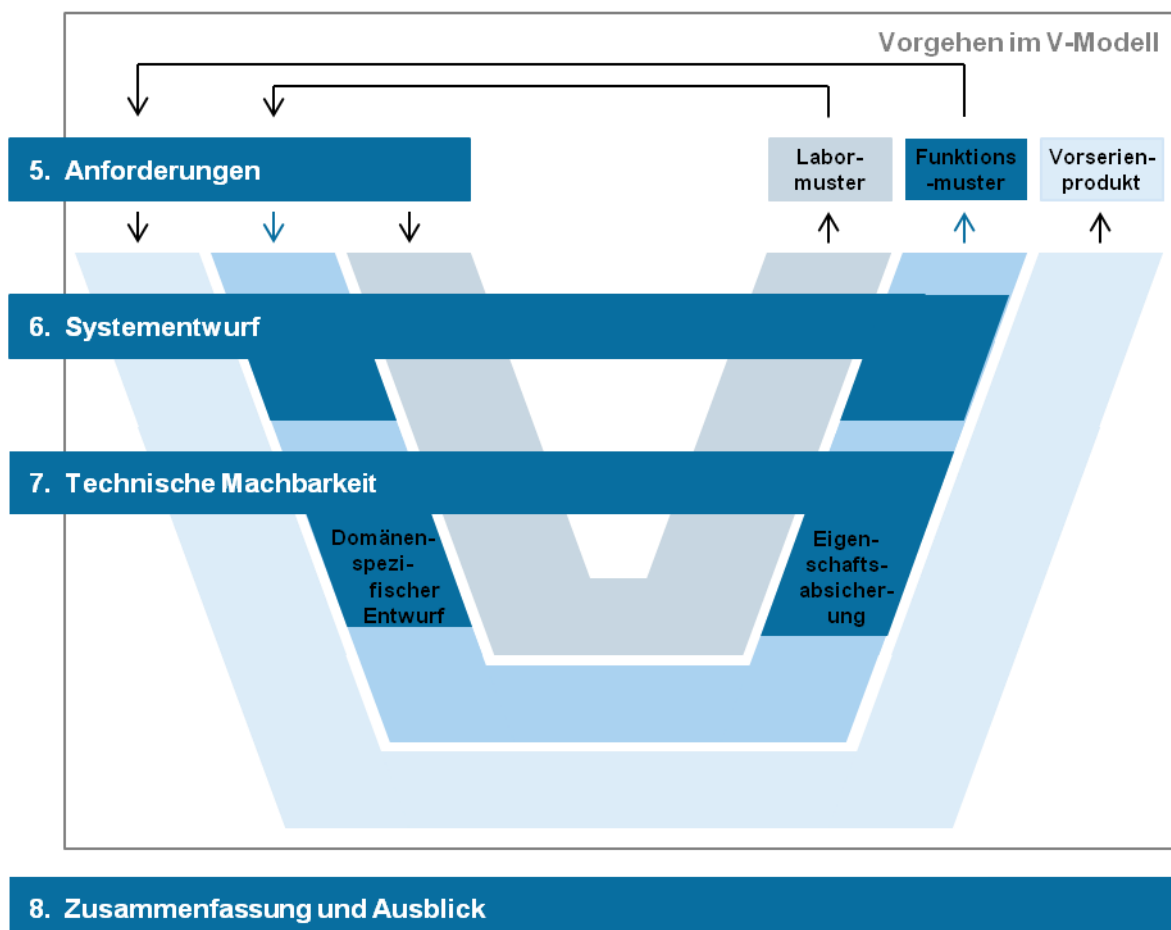 Vorgehen im V-Modell
5. Anforderungen
Labor-
muster
Funktions
-muster
Vorserien-
produkt
6. Systementwurf
7. Technische Machbarkeit
Domänen-
spezi-
fischer
Entwurf
Eigen-
schafts-
absicher-
ung
8. Zusammenfassung und Ausblick